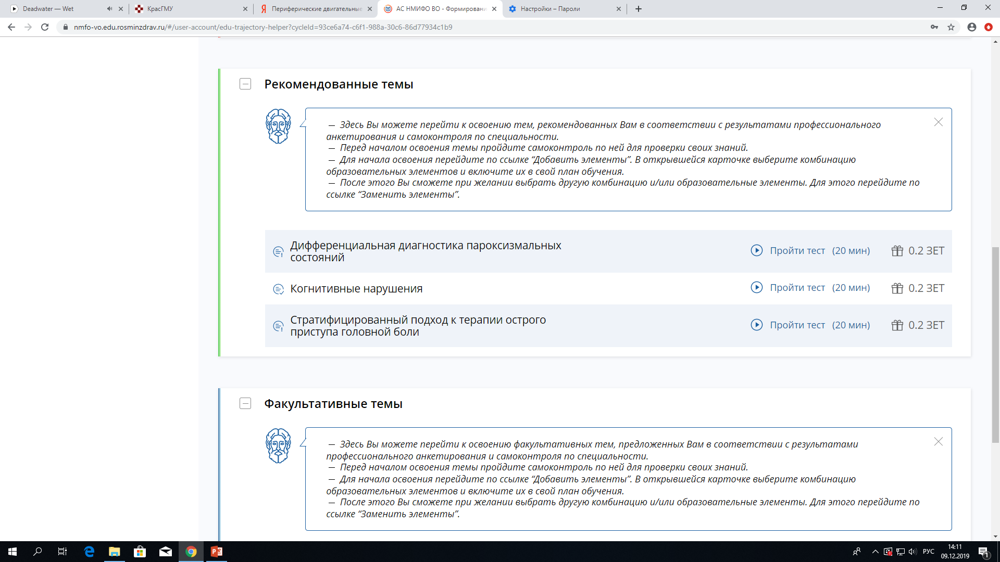 Deadwater — Wet
КрасГМУ
Периферические двигательные
АС НМИФО ВО - Формировани
Настройки – Пароли
nmfo-vo.edu.rosminzdrav.ru/#/user-account/edu-trajectory-helper?cycleId=93ce6a74-c6f1-988a-30c6-86d77934c1b9
Рекомендованные темы
— Здесь Вы можете перейти к освоению тем, рекомендованных Вам в соответствии с результатами профессионального
анкетирования и самоконтроля по специальности.
— Перед началом освоения темы пройдите самоконтроль по ней для проверки своих знаний.
— Для начала освоения перейдите по ссылке “Добавить элементы”. В открывшейся карточке выберите комбинацию
образовательных элементов и включите их в свой план обучения.
— После этого Вы сможете при желании выбрать другую комбинацию и/или образовательные элементы. Для этого перейдите по
ссылке “Заменить элементы”.
Дифференциальная диагностика пароксизмальных
состояний
Пройти тест (20 мин) 0.2 ЗЕТ
Когнитивные нарушения
Пройти тест (20 мин) 0.2 ЗЕТ
Стратифицированный подход к терапии острого
приступа головной боли
Пройти тест (20 мин) 0.2 ЗЕТ
Факультативные темы
— Здесь Вы можете перейти к освоению факультативных тем, предложенных Вам в соответствии с результатами
профессионального анкетирования и самоконтроля по специальности.
— Перед началом освоения темы пройдите самоконтроль по ней для проверки своих знаний.
— Для начала освоения перейдите по ссылке “Добавить элементы”. В открывшейся карточке выберите комбинацию
образовательных элементов и включите их в свой план обучения.
— После этого Вы сможете при желании выбрать другую комбинацию и/или образовательные элементы. Для этого перейдите по
ссылке “Заменить элементы”.
РУС
14:11
09.12.2019
1